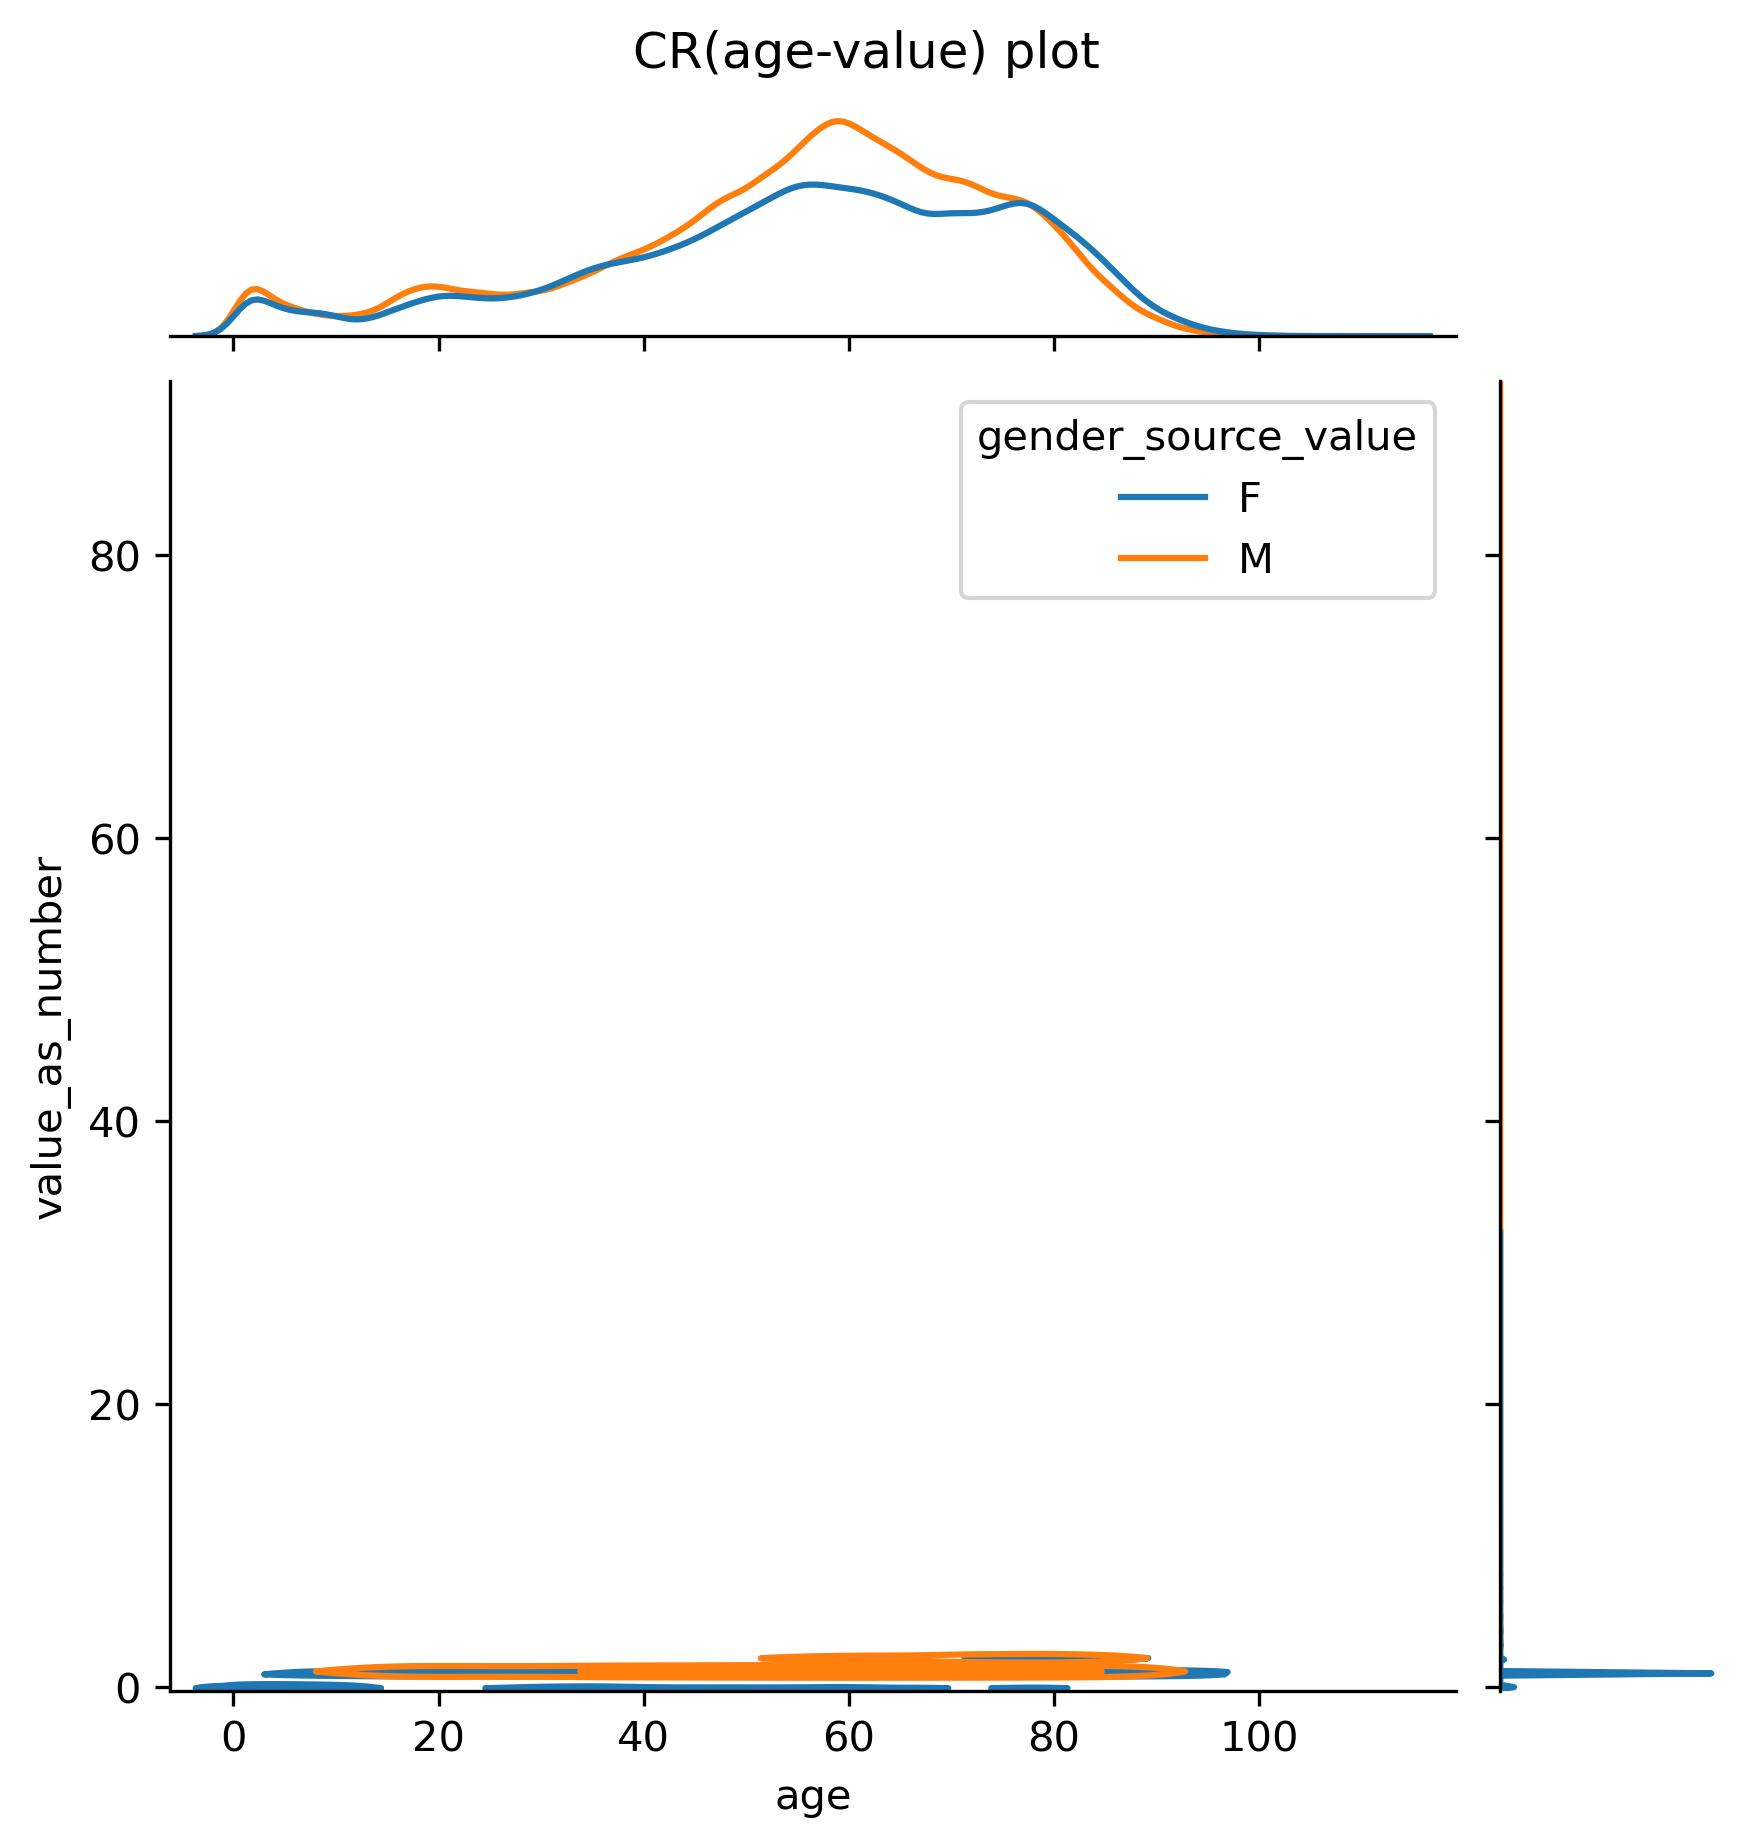 CR(age-value) plot
gender_source_value
F
M
80
60
40
20
0
value_as_number
0 20 40 60 80 100
age